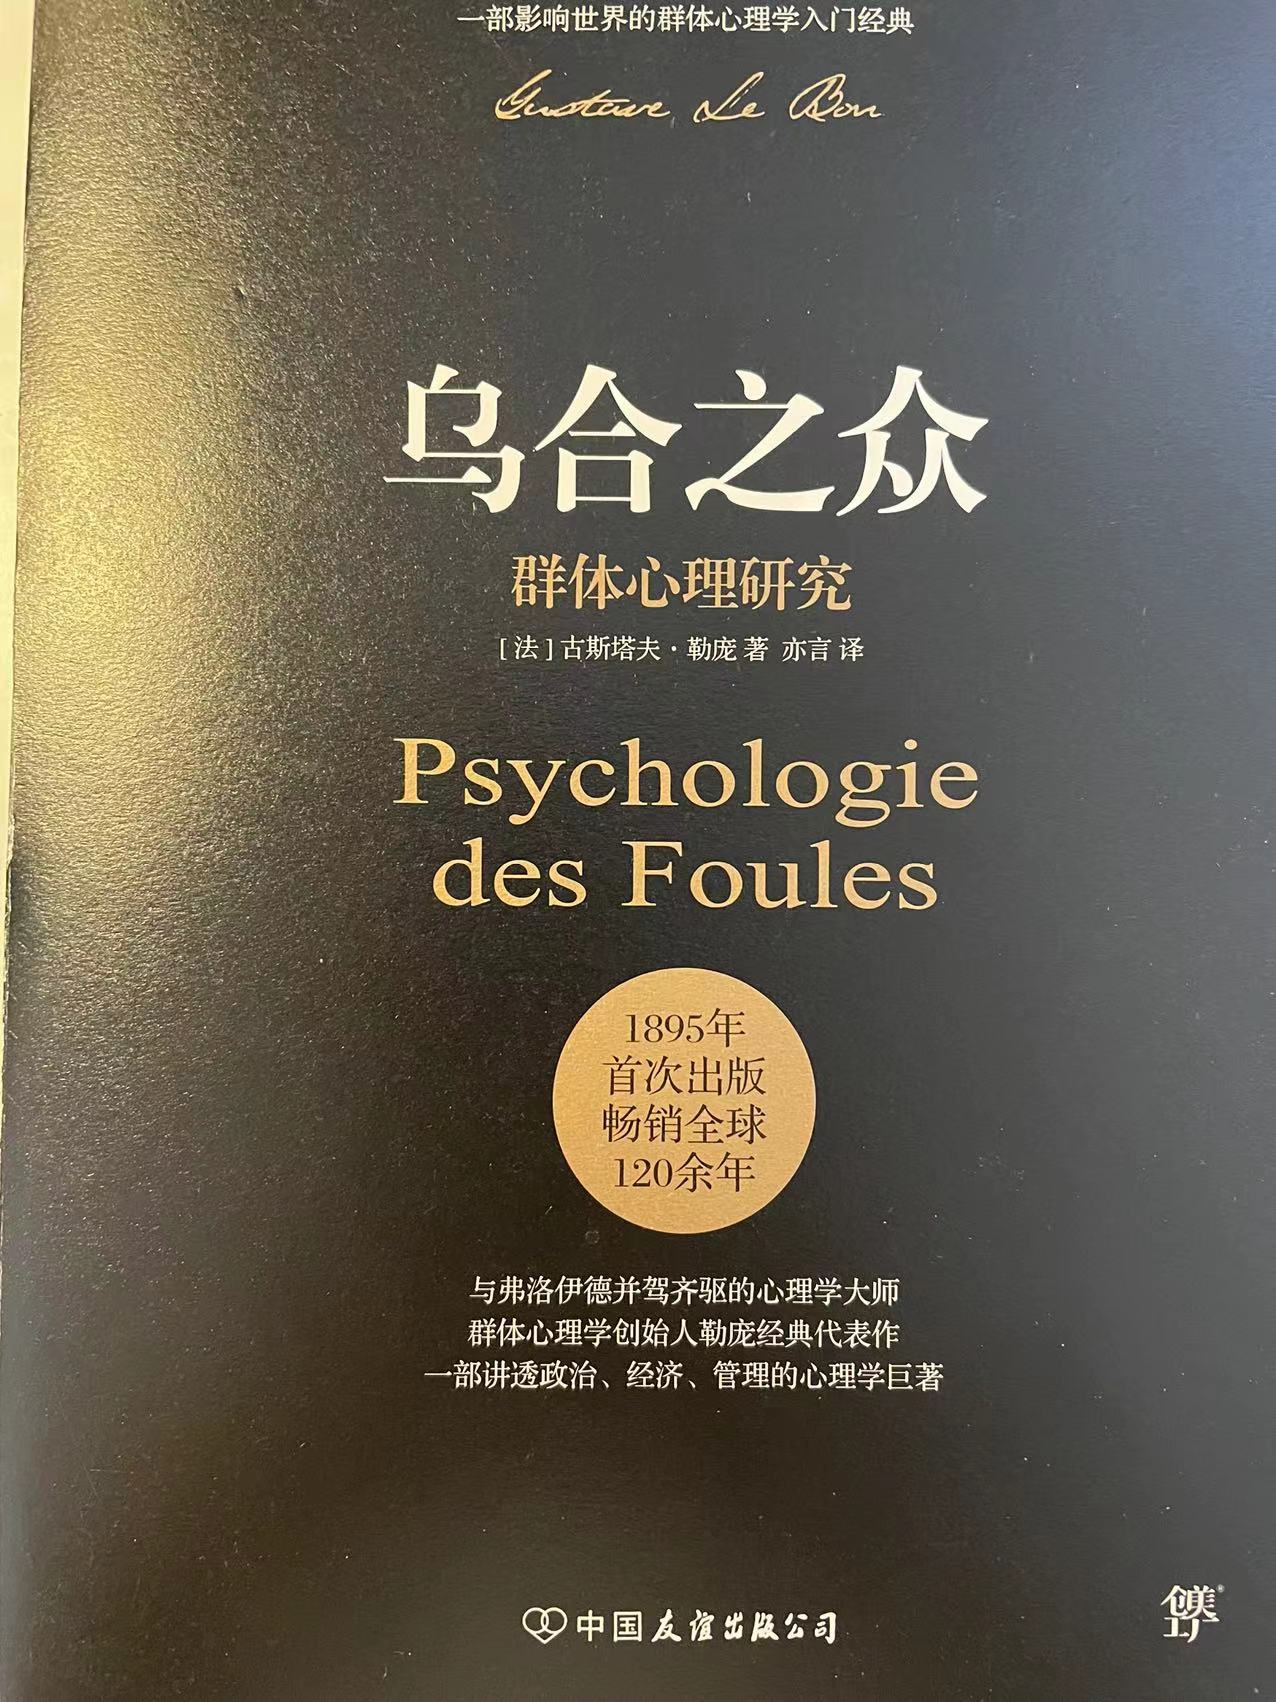 一部影响世界的群体心理学入门经典
Gustave Le Bon
乌合之众
群体心理研究
[法]古斯塔夫·勒庞 著 亦言 译
Psychologie
des Foules
1895年
首次出版
畅销全球
120余年
与弗洛伊德并驾齐驱的心理学大师
群体心理学创始人勒庞经典代表作
一部讲透政治、经济、管理的心理学巨著
中国友谊出版公司
创美工厂®